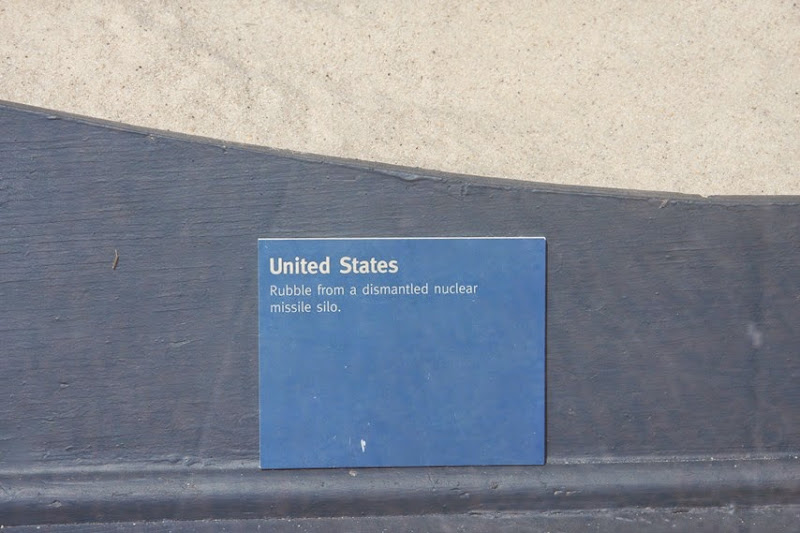 United States
Rubble from a dismantled nuclear
missile silo.